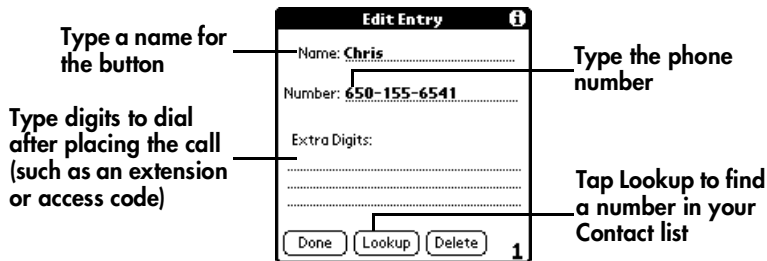 Edit Entry
Type a name for
the button
Name: Chris
Type the phone
number
Number: 650-155-6541
Type digits to dial
after placing the call
(such as an extension
or access code)
Extra Digits:
Tap Lookup to find
a number in your
Contact list
Done Lookup Delete 1